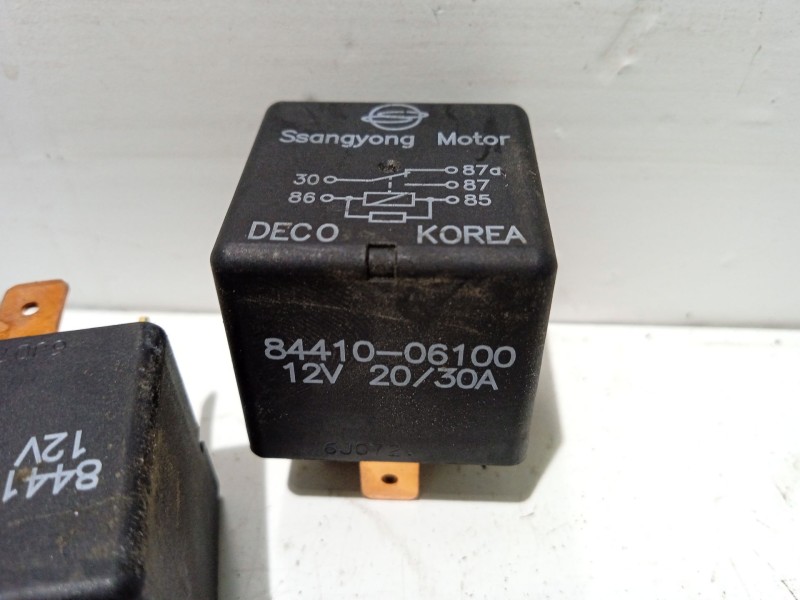 Ssangyong Motor
87a
30
87
86
85
DECO KOREA
84410-06100
12V 20/30A
8441
12V